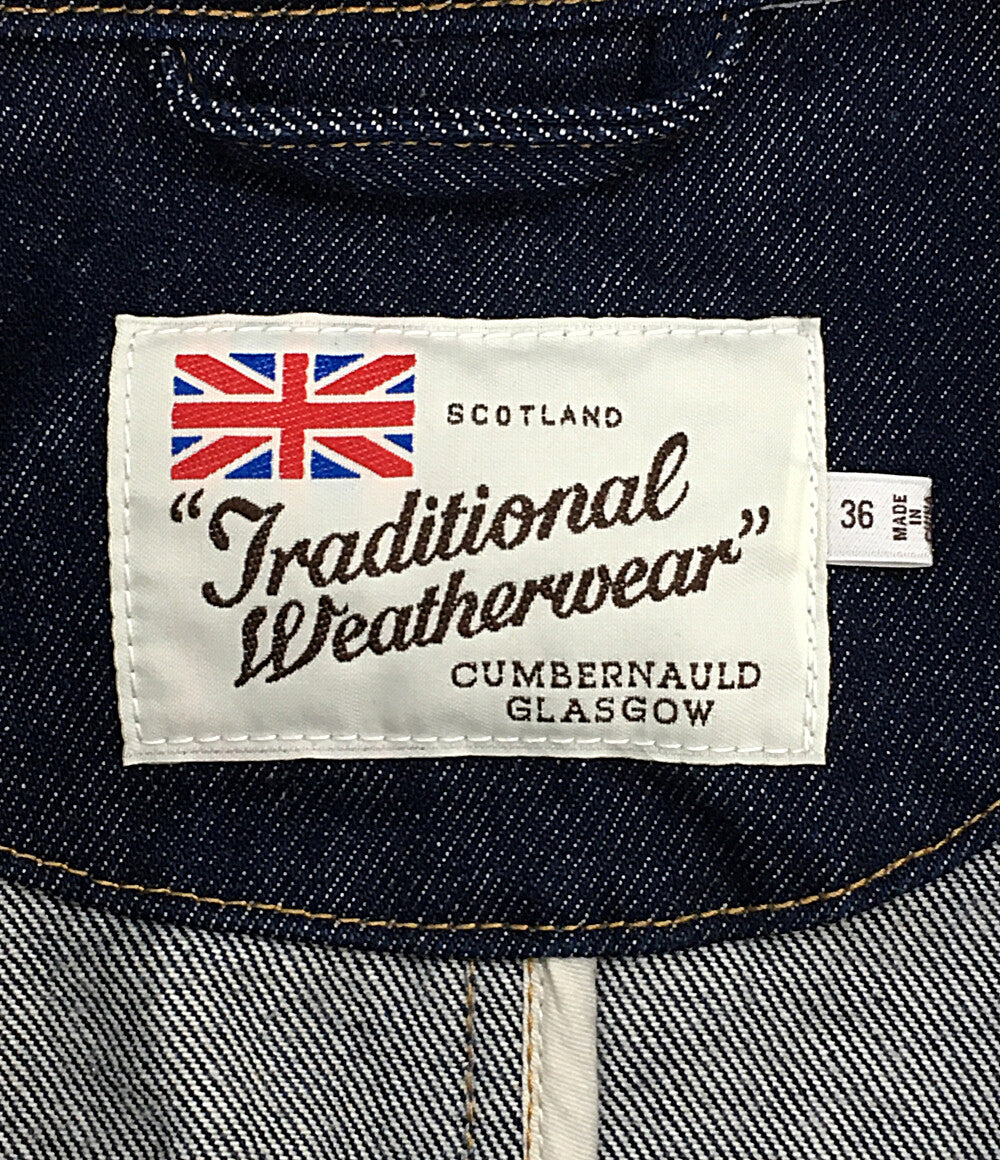 SCOTLAND
“Traditional
Weatherwear”
CUMBERNAULD
GLASGOW
36
MADE
IN